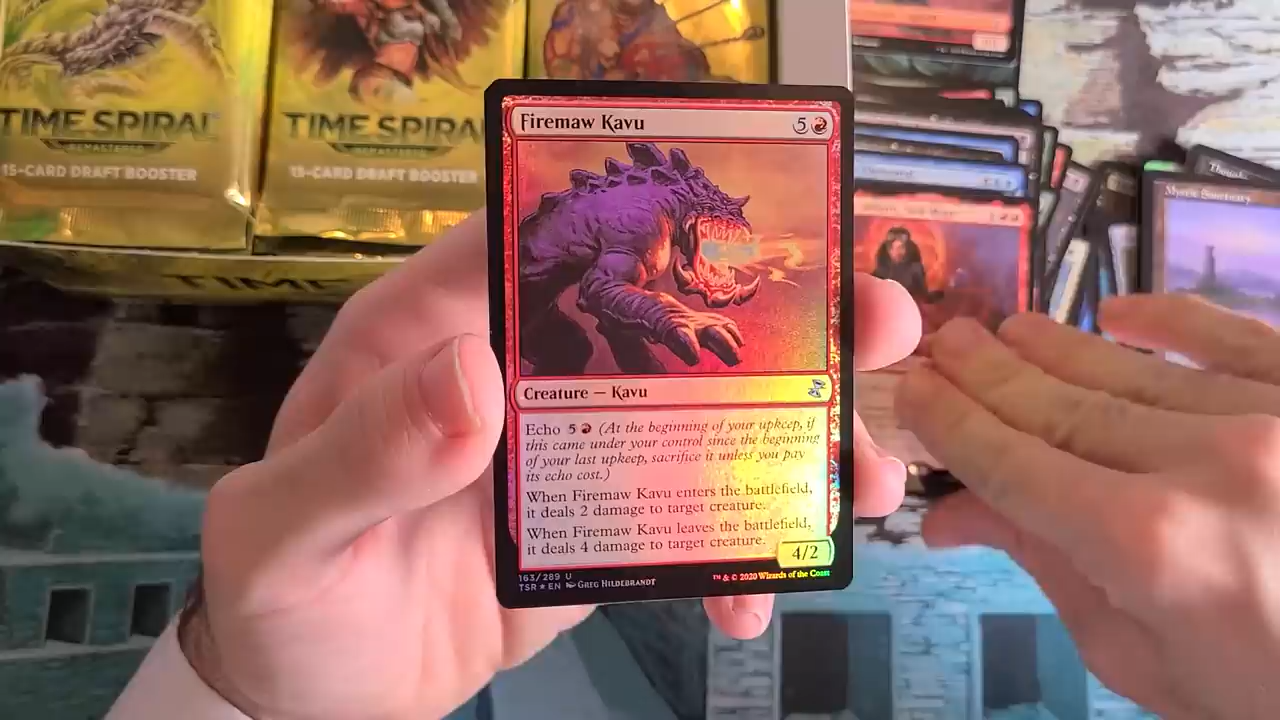 TIME SPIRAL
REMASTERED
15-CARD DRAFT BOOSTER
TIME SPIRAL
REMASTERED
15-CARD DRAFT BOOSTER
TIME
Firemaw Kavu 5
Creature — Kavu
Echo 5 (At the beginning of your upkeep, if
this came under your control since the beginning
of your last upkeep, sacrifice it unless you pay
its echo cost.)
When Firemaw Kavu enters the battlefield,
it deals 2 damage to target creature.
When Firemaw Kavu leaves the battlefield,
it deals 4 damage to target creature.
4/2
163/289 U
TSR ★ EN Greg Hildebrandt
™ & © 2020 Wizards of the Coast
Mystic Sanctuary